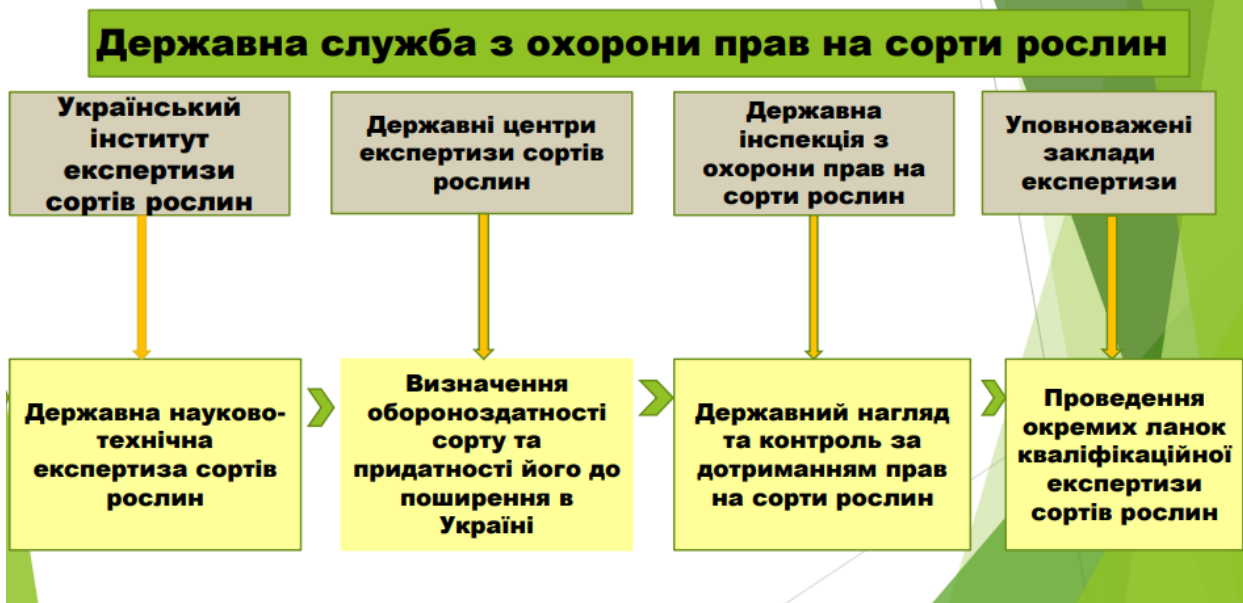 Державна служба з охорони прав на сорти рослин
Український
інститут
експертизи
сортів рослин
Державні центри
експертизи сортів
рослин
Державна
інспекція з
охорони прав на
сорти рослин
Уповноважені
заклади
експертизи
Державна науково-
технічна
експертиза сортів
рослин
Визначення
обороноздатності
сорту та
придатності його до
поширення в
Україні
Державний нагляд
та контроль за
дотриманням прав
на сорти рослин
Проведення
окремих ланок
кваліфікаційної
експертизи
сортів рослин